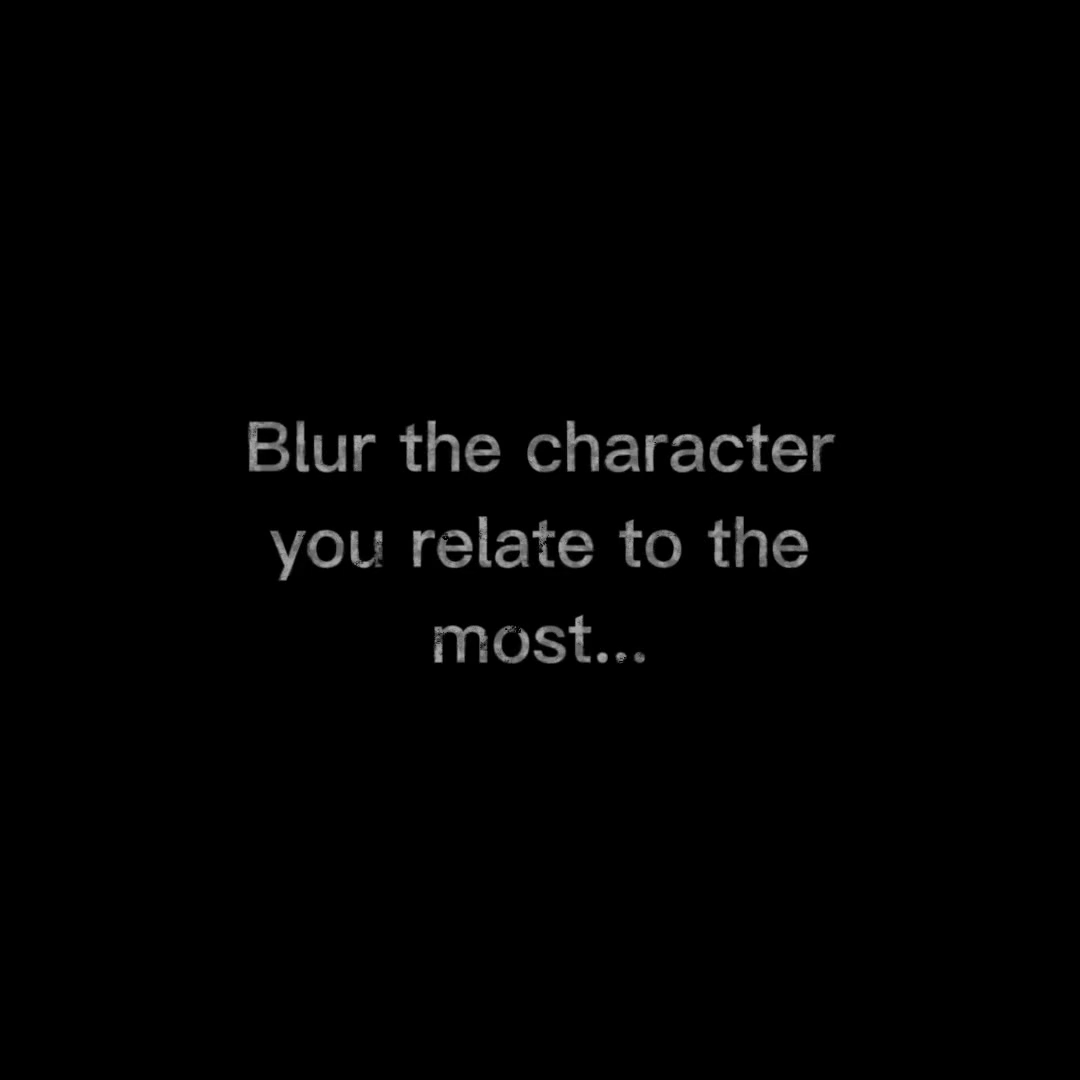 Blur the character
you relate to the
most...